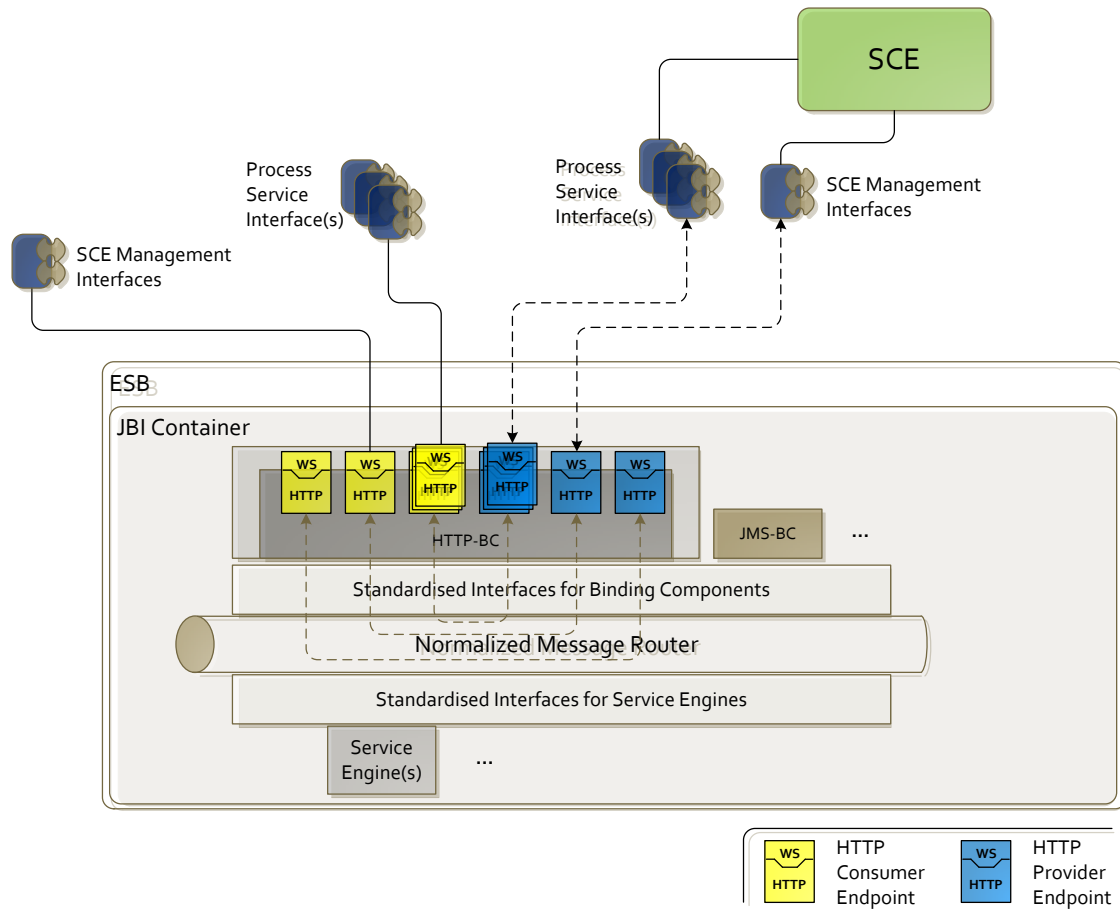 SCE
Process
Service
Interface(s)
Process
Service
Interface(s)
SCE Management
Interfaces
SCE Management
Interfaces
ESB
JBI Container
WS
HTTP
WS
HTTP
WS
HTTP
WS
HTTP
WS
HTTP
WS
HTTP
HTTP-BC
JMS-BC
...
Standardised Interfaces for Binding Components
Normalized Message Router
Standardised Interfaces for Service Engines
Service
Engine(s)
...
WS
HTTP
HTTP
Consumer
Endpoint
WS
HTTP
HTTP
Provider
Endpoint